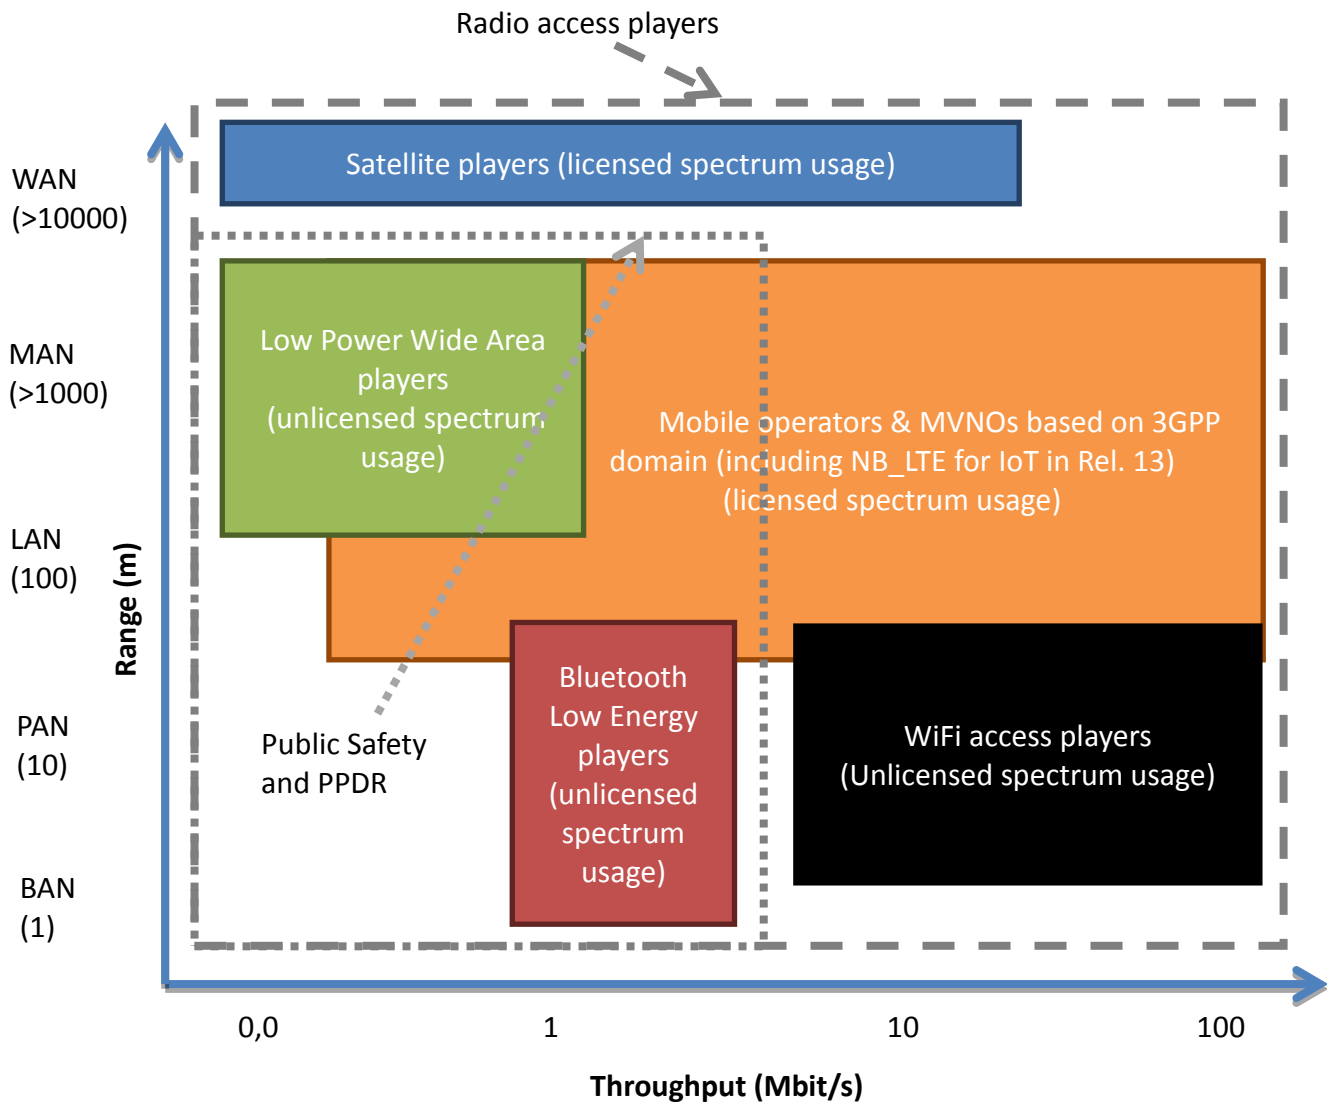 Radio access players
Satellite players (licensed spectrum usage)
WAN
(>10000)
Low Power Wide Area
players
(unlicensed spectrum
usage)
MAN
(>1000)
Mobile operators & MVNOs based on 3GPP
domain (including NB_LTE for IoT in Rel. 13)
(licensed spectrum usage)
LAN
(100)
Range (m)
Bluetooth
Low Energy
players
(unlicensed
spectrum
usage)
WiFi access players
(Unlicensed spectrum usage)
PAN
(10)
Public Safety
and PPDR
BAN
(1)
0,0
1
10
100
Throughput (Mbit/s)